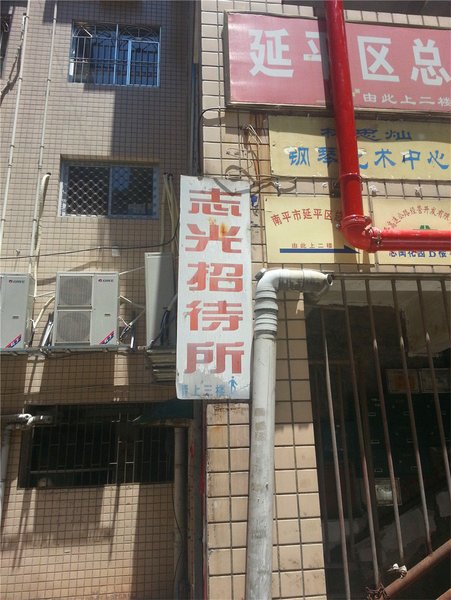 延平区总
由此上二楼
钢琴艺术中心
南平市延平区总
由此上二楼
志光招待所
请上三楼